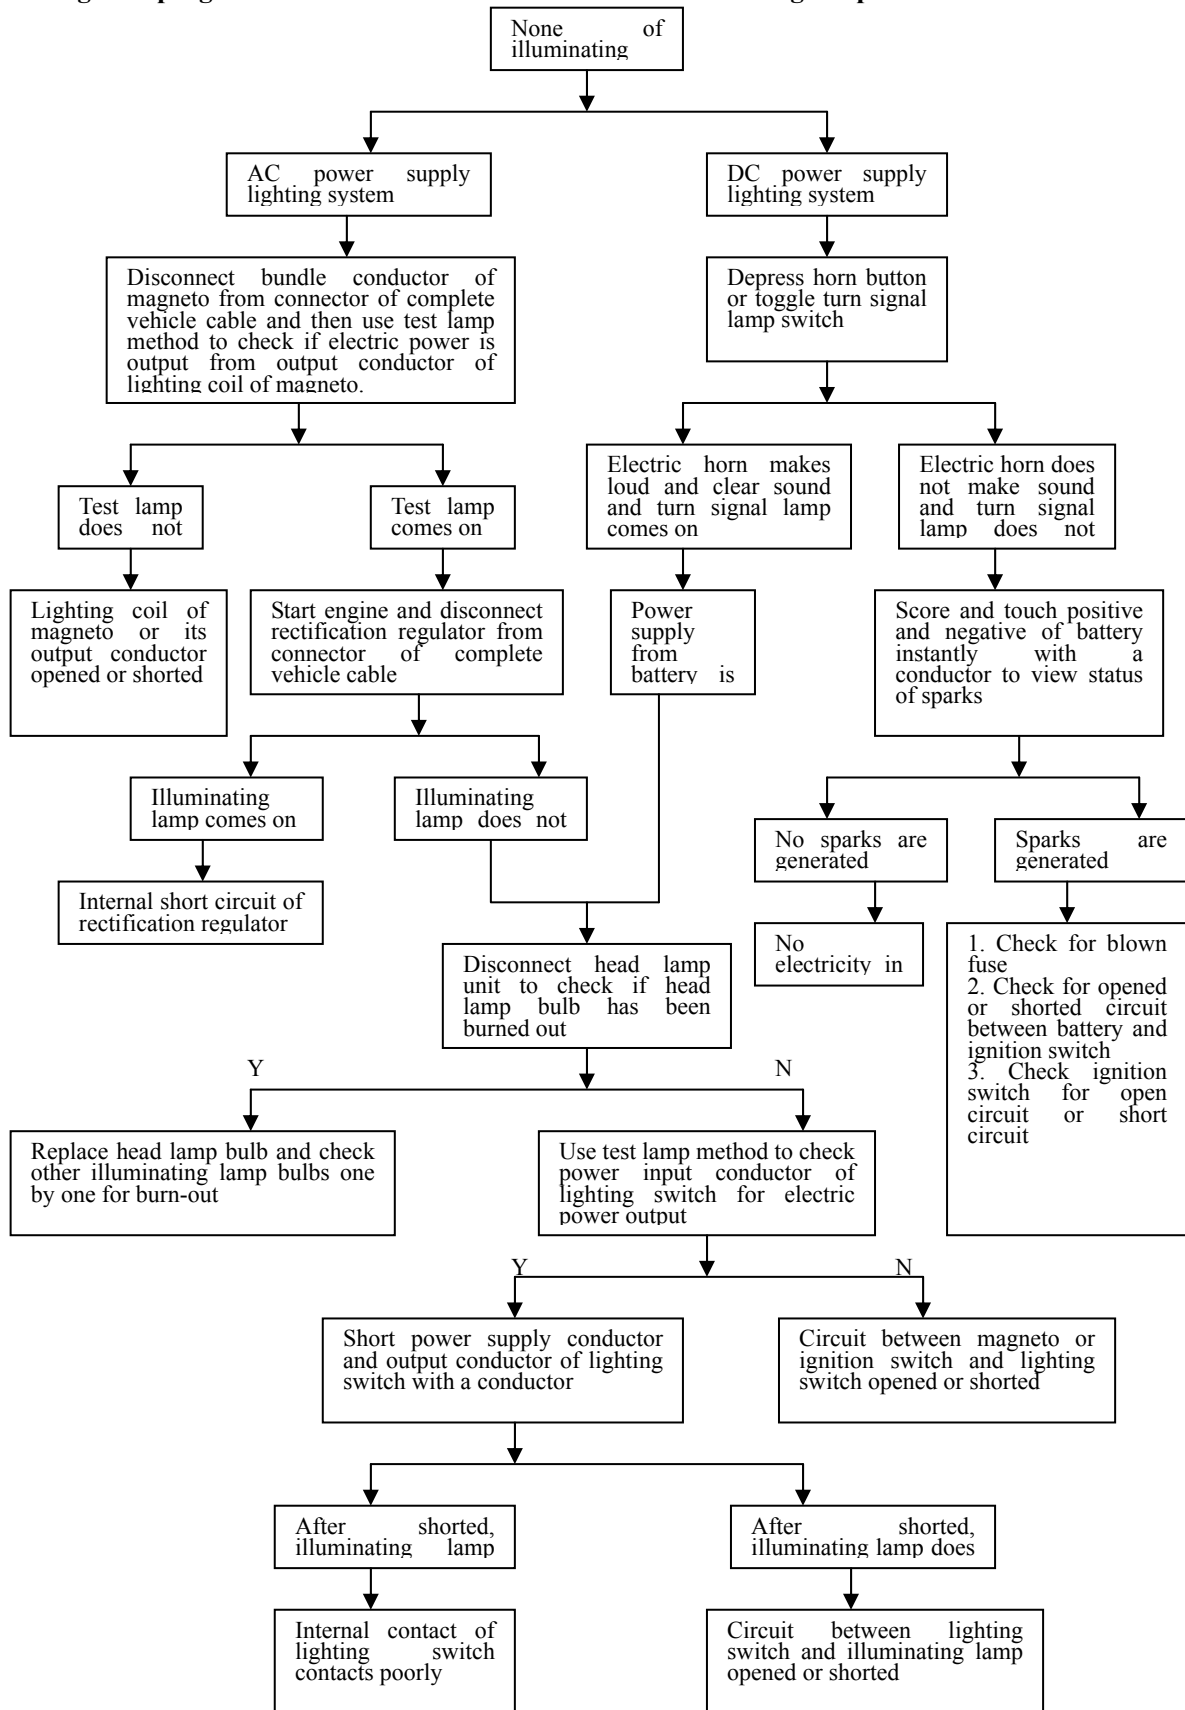 None of
illuminating
AC power supply
lighting system
DC power supply
lighting system
Disconnect bundle conductor of
magneto from connector of complete
vehicle cable and then use test lamp
method to check if electric power is
output from output conductor of
lighting coil of magneto.
Depress horn button
or toggle turn signal
lamp switch
Test lamp
does not
Test lamp
comes on
Electric horn makes
loud and clear sound
and turn signal lamp
comes on
Electric horn does
not make sound
and turn signal
lamp does not
Lighting coil of
magneto or its
output conductor
opened or shorted
Start engine and disconnect
rectification regulator from
connector of complete
vehicle cable
Power
supply
from
battery is
Score and touch positive
and negative of battery
instantly with a
conductor to view status
of sparks
Illuminating
lamp comes on
Illuminating
lamp does not
No sparks are
generated
Sparks are
generated
Internal short circuit of
rectification regulator
No
electricity in
1. Check for blown
fuse
2. Check for opened
or shorted circuit
between battery and
ignition switch
3. Check ignition
switch for open
circuit or short
circuit
Disconnect head lamp
unit to check if head
lamp bulb has been
burned out
Y
N
Replace head lamp bulb and check
other illuminating lamp bulbs one
by one for burn-out
Use test lamp method to check
power input conductor of
lighting switch for electric
power output
Y
N
Short power supply conductor
and output conductor of lighting
switch with a conductor
Circuit between magneto or
ignition switch and lighting
switch opened or shorted
After shorted,
illuminating lamp
After shorted,
illuminating lamp does
Internal contact of
lighting switch
contacts poorly
Circuit between lighting
switch and illuminating lamp
opened or shorted